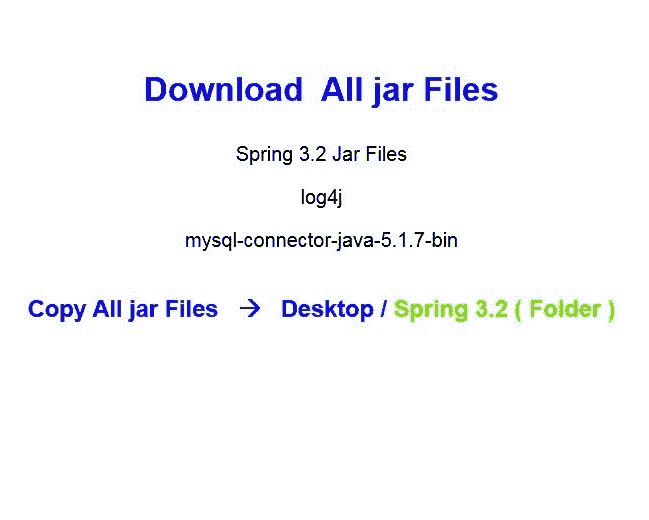 Download All jar Files
Spring 3.2 Jar Files
log4j
mysql-connector-java-5.1.7-bin
Copy All jar Files → Desktop / Spring 3.2 ( Folder )